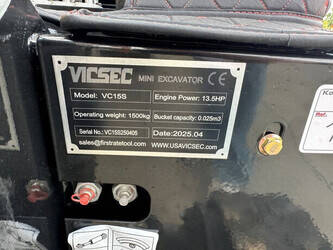 VICSEC MINI EXCAVATOR CE
Model: VC15S Engine Power: 13.5HP
Operating weight: 1500kg Bucket capacity: 0.025m3
Serial No.: VC15S250405 Date:2025.04
sales@firstratetool.com WWW.USAVICSEC.COM